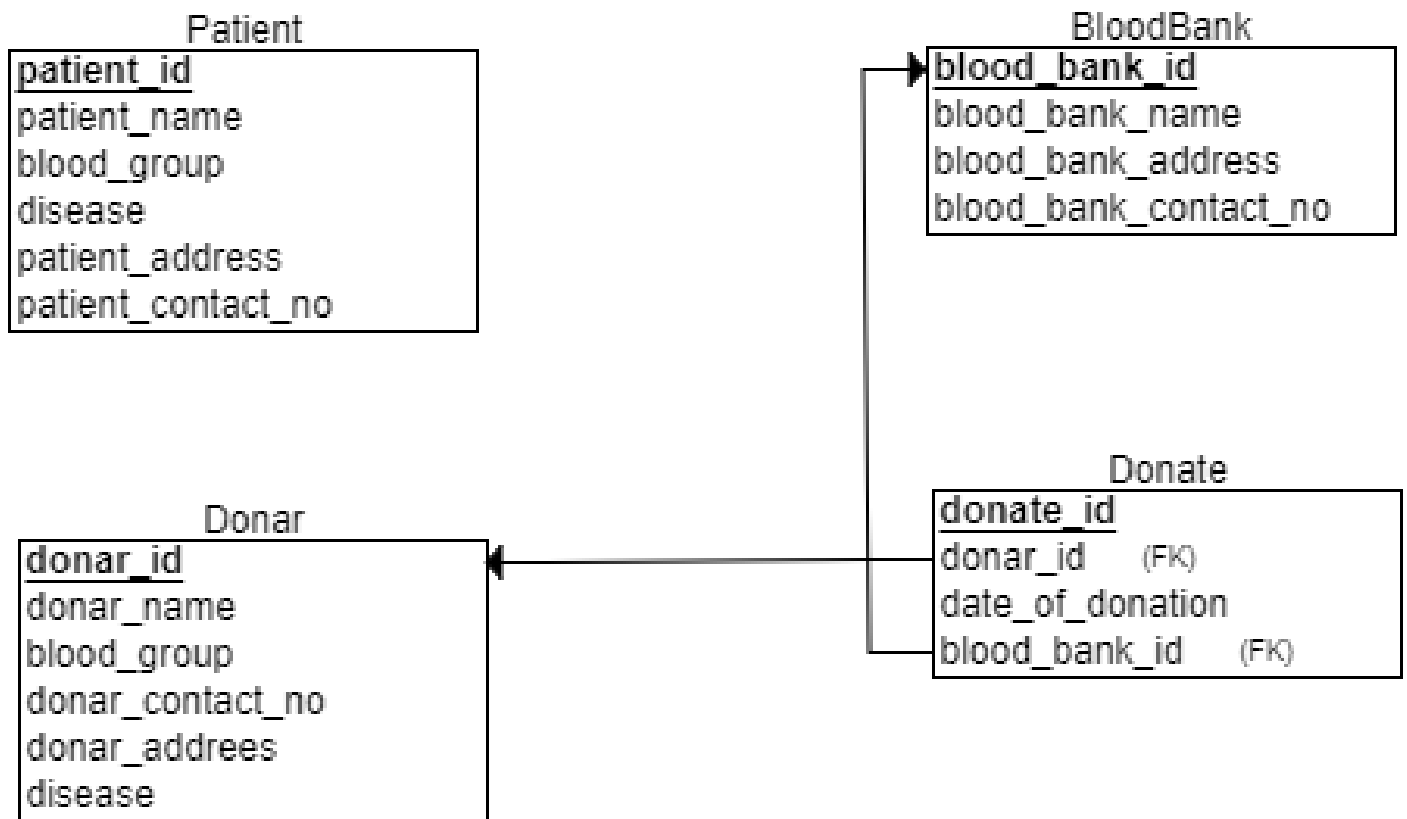 Patient
patient_id
patient_name
blood_group
disease
patient_address
patient_contact_no
BloodBank
blood_bank_id
blood_bank_name
blood_bank_address
blood_bank_contact_no
Donar
donar_id
donar_name
blood_group
donar_contact_no
donar_addrees
disease
Donate
donate_id
donar_id (FK)
date_of_donation
blood_bank_id (FK)